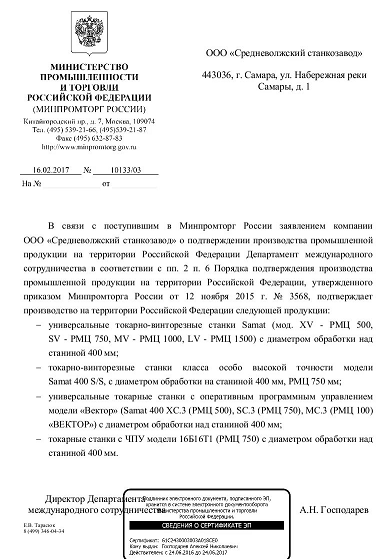 МИНИСТЕРСТВО
ПРОМЫШЛЕННОСТИ
И ТОРГОВЛИ
РОССИЙСКОЙ ФЕДЕРАЦИИ
(МИНПРОМТОРГ РОССИИ)
Китайгородский пр., д. 7, Москва, 109074
Тел. (495) 539-21-66, (495)539-21-87
Факс (495) 632-87-83
http://www.minpromtorg.gov.ru
16.02.2017 № 10133/03
На № от
ООО «Средневолжский станкозавод»
443036, г. Самара, ул. Набережная реки
Самары, д. 1
В связи с поступившим в Минпромторг России заявлением компании
ООО «Средневолжский станкозавод» о подтверждении производства промышленной
продукции на территории Российской Федерации Департамент международного
сотрудничества в соответствии с пп. 2 п. 6 Порядка подтверждения производства
промышленной продукции на территории Российской Федерации, утвержденного
приказом Минпромторга России от 12 ноября 2015 г. № 3568, подтверждает
производство на территории Российской Федерации следующей продукции:
– универсальные токарно-винторезные станки Samat (мод. XV - РМЦ 500,
SV - РМЦ 750, MV - РМЦ 1000, LV - РМЦ 1500) с диаметром обработки над
станиной 400 мм;
– токарно-винторезные станки класса особо высокой точности модели
Samat 400 S/S, с диаметром обработки на станиной 400 мм, РМЦ 750 мм;
– универсальные токарные станки с оперативным программным управлением
модели «Вектор» (Samat 400 XC.3 (РМЦ 500), SC.3 (РМЦ 750), MC.3 (РМЦ 100)
«ВЕКТОР») с диаметром обработки над станиной 400 мм;
– токарные станки с ЧПУ модели 16Б16Т1 (РМЦ 750) с диаметром обработки над
станиной 400 мм.
Директор Департамента
международного сотрудничества
А.Н. Господарев
Подлинник электронного документа, подписанного ЭП,
хранится в системе электронного документооборота
Министерства промышленности и торговли
Российской Федерации.
СВЕДЕНИЯ О СЕРТИФИКАТЕ ЭП
Кому выдан: Господарев Алексей Николаевич
Действителен: с 24.06.2016 до 24.06.2017
Е.В. Тараск
8 (499) 346-04-34